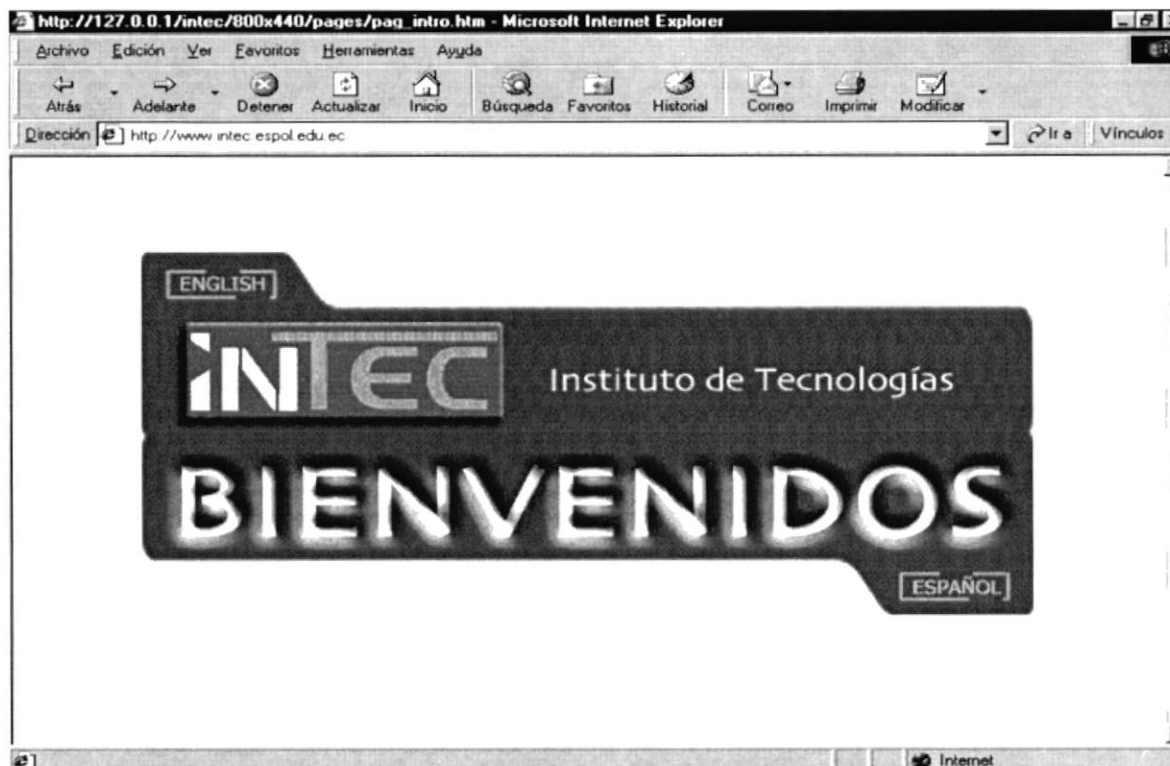 http://127.0.0.1/intec/800x440/pages/pag_intro.htm - Microsoft Internet Explorer
Archivo Edición Ver Favoritos Herramientas Ayuda
Atrás Adelante Detener Actualizar Inicio Búsqueda Favoritos Historial Correo Imprimir Modificar
Dirección http://www.intec.espol.edu.ec Ir a Vínculos
ENGLISH
INTEC Instituto de Tecnologías
BIENVENIDOS
ESPAÑOL
Internet